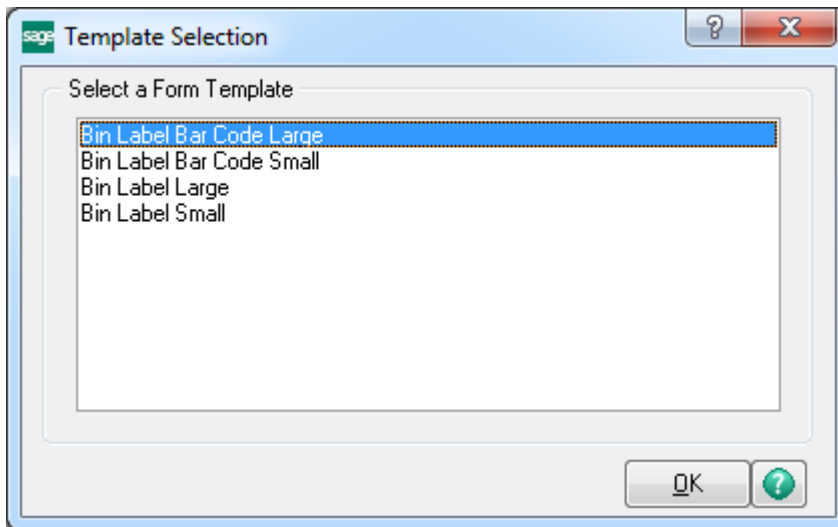 sage Template Selection
?
Select a Form Template
Bin Label Bar Code Large
Bin Label Bar Code Small
Bin Label Large
Bin Label Small
OK ?